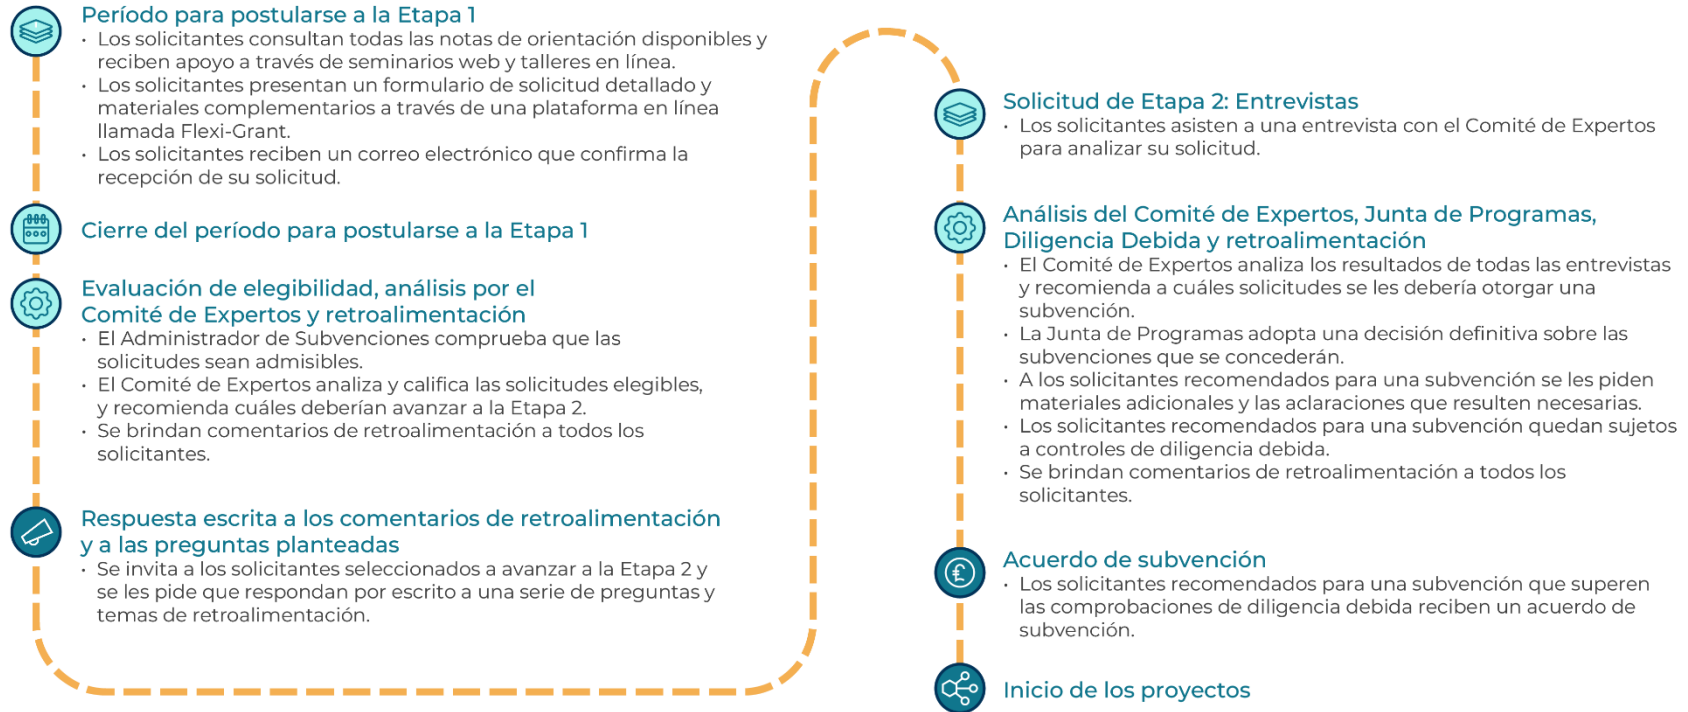 Período para postularse a la Etapa 1
· Los solicitantes consultan todas las notas de orientación disponibles y
reciben apoyo a través de seminarios web y talleres en línea.
· Los solicitantes presentan un formulario de solicitud detallado y
materiales complementarios a través de una plataforma en línea
llamada Flexi-Grant.
· Los solicitantes reciben un correo electrónico que confirma la
recepción de su solicitud.
Cierre del período para postularse a la Etapa 1
Evaluación de elegibilidad, análisis por el
Comité de Expertos y retroalimentación
· El Administrador de Subvenciones comprueba que las
solicitudes sean admisibles.
· El Comité de Expertos analiza y califica las solicitudes elegibles,
y recomienda cuáles deberían avanzar a la Etapa 2.
· Se brindan comentarios de retroalimentación a todos los
solicitantes.
Respuesta escrita a los comentarios de retroalimentación
y a las preguntas planteadas
· Se invita a los solicitantes seleccionados a avanzar a la Etapa 2 y
se les pide que respondan por escrito a una serie de preguntas y
temas de retroalimentación.
Solicitud de Etapa 2: Entrevistas
· Los solicitantes asisten a una entrevista con el Comité de Expertos
para analizar su solicitud.
Análisis del Comité de Expertos, Junta de Programas,
Diligencia Debida y retroalimentación
· El Comité de Expertos analiza los resultados de todas las entrevistas
y recomienda a cuáles solicitudes se les debería otorgar una
subvención.
· La Junta de Programas adopta una decisión definitiva sobre las
subvenciones que se concederán.
· A los solicitantes recomendados para una subvención se les piden
materiales adicionales y las aclaraciones que resulten necesarias.
· Los solicitantes recomendados para una subvención quedan sujetos
a controles de diligencia debida.
· Se brindan comentarios de retroalimentación a todos los
solicitantes.
£
Acuerdo de subvención
· Los solicitantes recomendados para una subvención que superen
las comprobaciones de diligencia debida reciben un acuerdo de
subvención.
Inicio de los proyectos